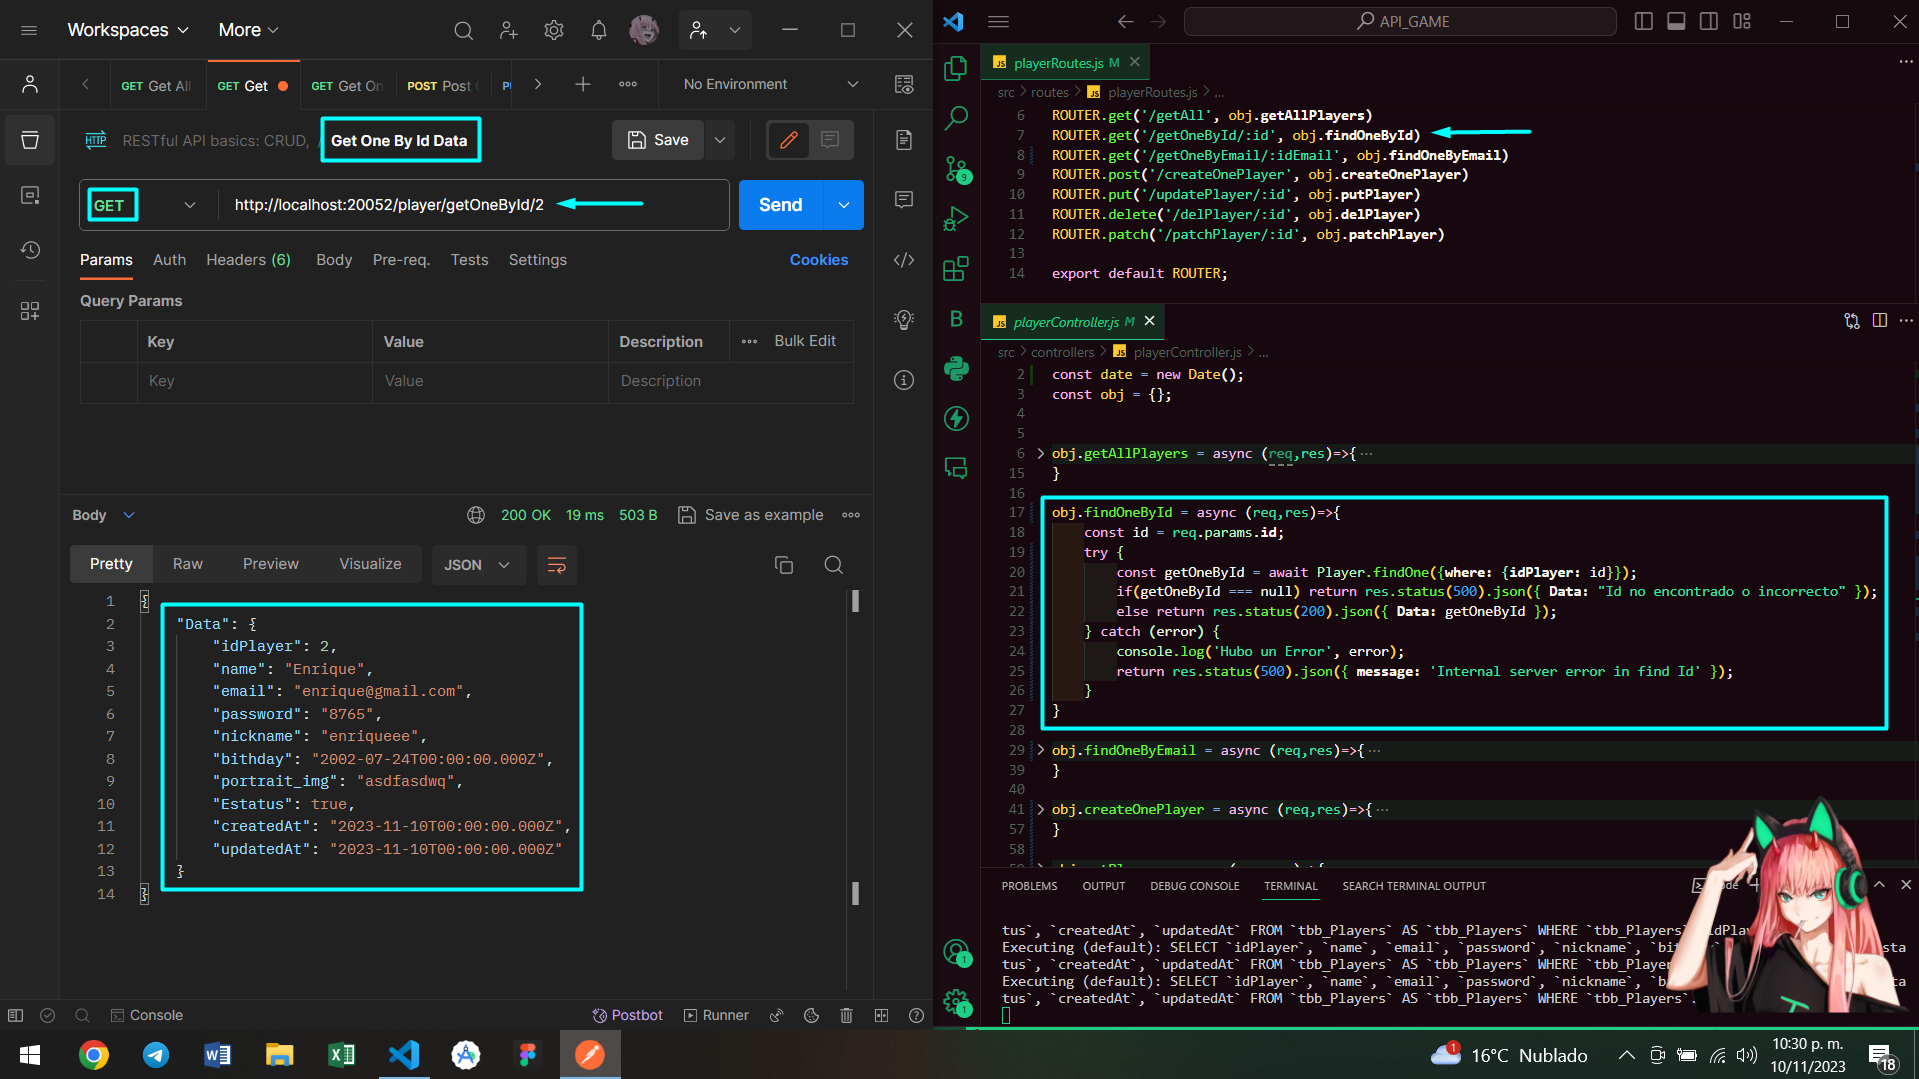 Workspaces
More
GET Get All
GET Get
GET Get On
POST Post
No Environment
HTTP
RESTful API basics: CRUD, /
Get One By Id Data
Save
GET
http://localhost:20052/player/getOneById/2
Send
Params
Auth
Headers (6)
Body
Pre-req.
Tests
Settings
Cookies
Query Params
Key
Value
Description
Bulk Edit
Key
Value
Description
Body
200 OK
19 ms
503 B
Save as example
Pretty
Raw
Preview
Visualize
JSON
1 {
2 "Data": {
3 "idPlayer": 2,
4 "name": "Enrique",
5 "email": "enrique@gmail.com",
6 "password": "8765",
7 "nickname": "enriqueee",
8 "bithday": "2002-07-24T00:00:00.000Z",
9 "portrait_img": "asdfasdwq",
10 "Estatus": true,
11 "createdAt": "2023-11-10T00:00:00.000Z",
12 "updatedAt": "2023-11-10T00:00:00.000Z"
13 }
14 }
Console
Postbot
Runner
API_GAME
JS playerRoutes.js M
src > routes > JS playerRoutes.js > ...
6 ROUTER.get('/getAll', obj.getAllPlayers)
7 ROUTER.get('/getOneById/:id', obj.findOneById)
8 ROUTER.get('/getOneByEmail/:idEmail', obj.findOneByEmail)
9 ROUTER.post('/createOnePlayer', obj.createOnePlayer)
10 ROUTER.put('/updatePlayer/:id', obj.putPlayer)
11 ROUTER.delete('/delPlayer/:id', obj.delPlayer)
12 ROUTER.patch('/patchPlayer/:id', obj.patchPlayer)
13
14 export default ROUTER;
JS playerController.js M
src > controllers > JS playerController.js > ...
2 const date = new Date();
3 const obj = {};
4
5
6 obj.getAllPlayers = async (req,res)=>{ ...
15 }
16
17 obj.findOneById = async (req,res)=>{
18 const id = req.params.id;
19 try {
20 const getOneById = await Player.findOne({where: {idPlayer: id}});
21 if(getOneById === null) return res.status(500).json({ Data: "Id no encontrado o incorrecto" });
22 else return res.status(200).json({ Data: getOneById });
23 } catch (error) {
24 console.log('Hubo un Error', error);
25 return res.status(500).json({ message: 'Internal server error in find Id' });
26 }
27 }
28
29 obj.findOneByEmail = async (req,res)=>{ ...
39 }
40
41 obj.createOnePlayer = async (req,res)=>{ ...
57 }
58
9
B
PROBLEMS
OUTPUT
DEBUG CONSOLE
TERMINAL
SEARCH TERMINAL OUTPUT
tus`, `createdAt`, `updatedAt` FROM `tbb_Players` AS `tbb_Players` WHERE `tbb_Players`
Executing (default): SELECT `idPlayer`, `name`, `email`, `password`, `nickname`,
tus`, `createdAt`, `updatedAt` FROM `tbb_Players` AS `tbb_Players` WHERE
Executing (default): SELECT `idPlayer`, `name`, `email`, `password`, `nickname`,
tus`, `createdAt`, `updatedAt` FROM `tbb_Players` AS `tbb_Players` WHERE `tbb_Players`.
1
1
1
16°C Nublado
10:30 p. m.
10/11/2023
18